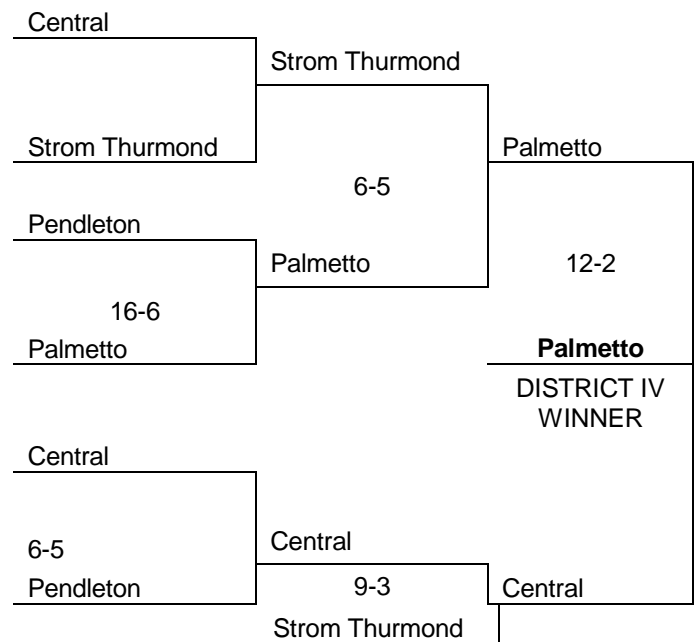 Central
Strom Thurmond
Strom Thurmond
Palmetto
6-5
Pendleton
Palmetto
12-2
16-6
Palmetto
Palmetto
DISTRICT IV
WINNER
Central
Central
6-5
Pendleton
9-3
Central
Strom Thurmond